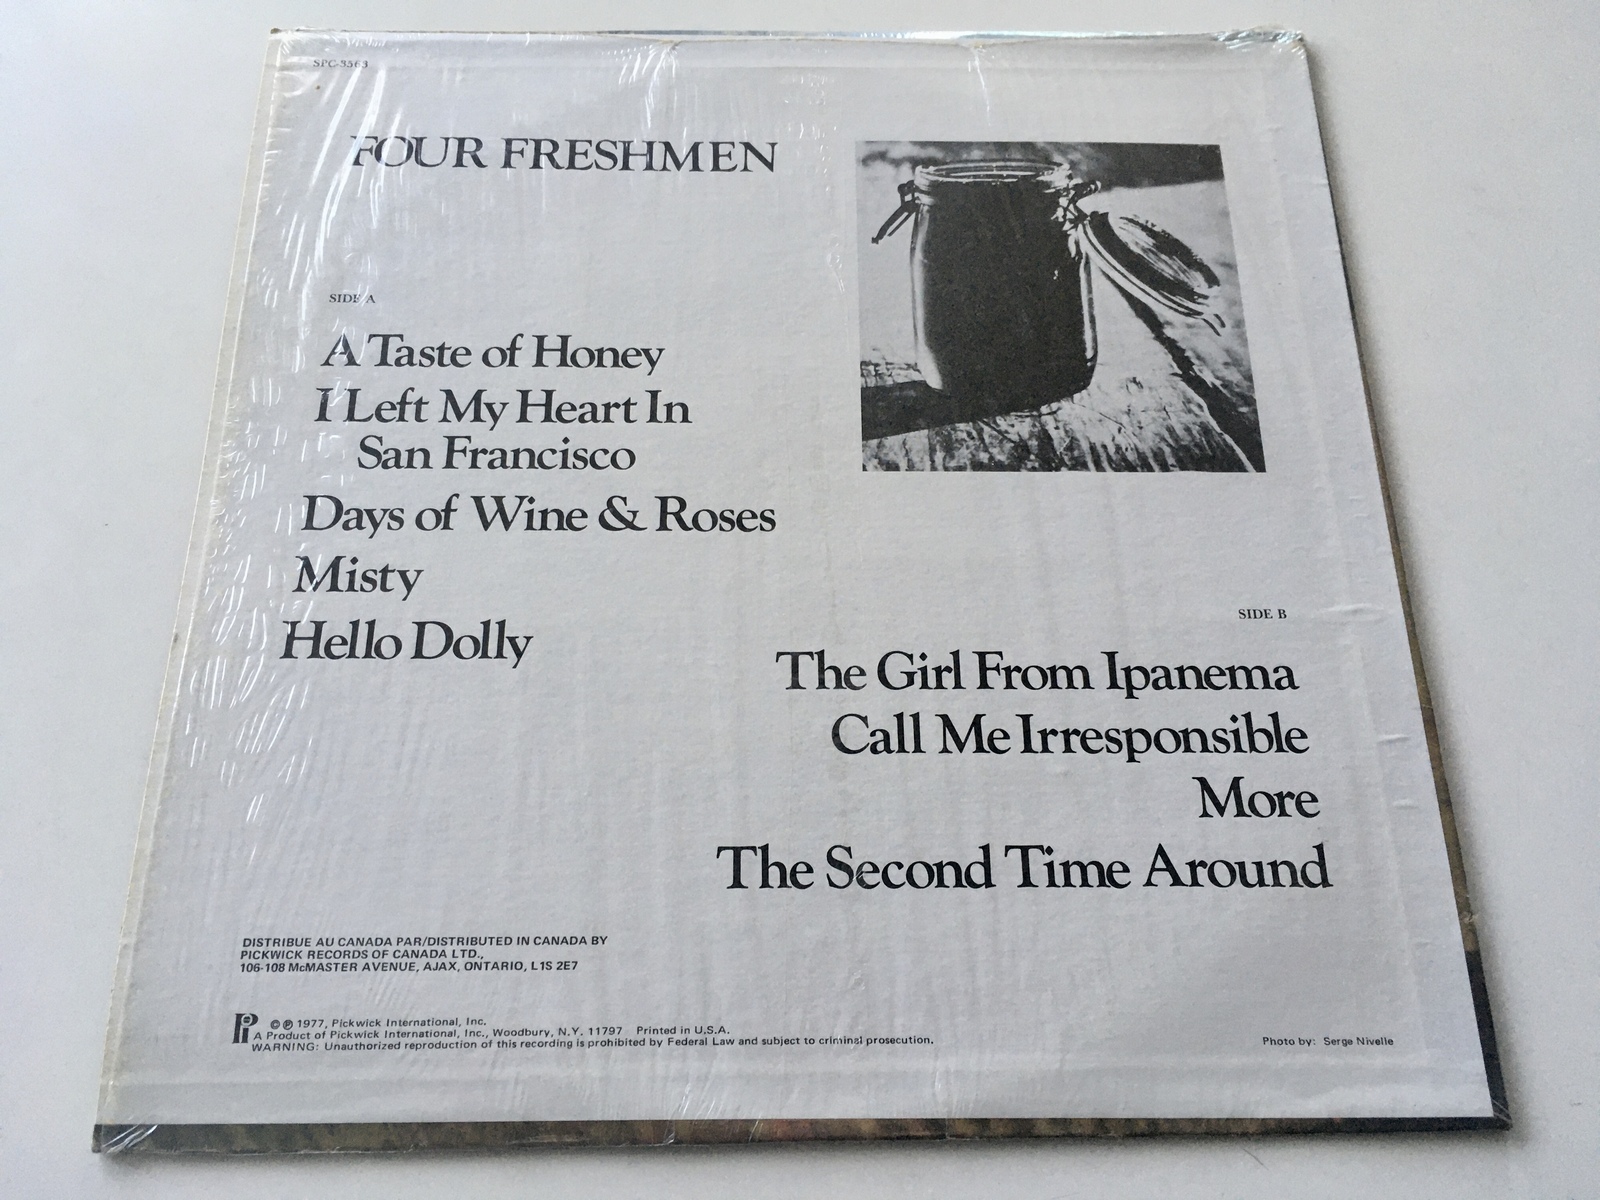 SPC-3563
FOUR FRESHMEN
SIDE A
A Taste of Honey
I Left My Heart In
San Francisco
Days of Wine & Roses
Misty
Hello Dolly
SIDE B
The Girl From Ipanema
Call Me Irresponsible
More
The Second Time Around
DISTRIBUE AU CANADA PAR/DISTRIBUTED IN CANADA BY
PICKWICK RECORDS OF CANADA LTD.,
106-108 McMASTER AVENUE, AJAX, ONTARIO, L1S 2E7
Pi
© ℗ 1977, Pickwick International, Inc.
A Product of Pickwick International, Inc., Woodbury, N.Y. 11797 Printed in U.S.A.
WARNING: Unauthorized reproduction of this recording is prohibited by Federal Law and subject to criminal prosecution.
Photo by: Serge Nivelle